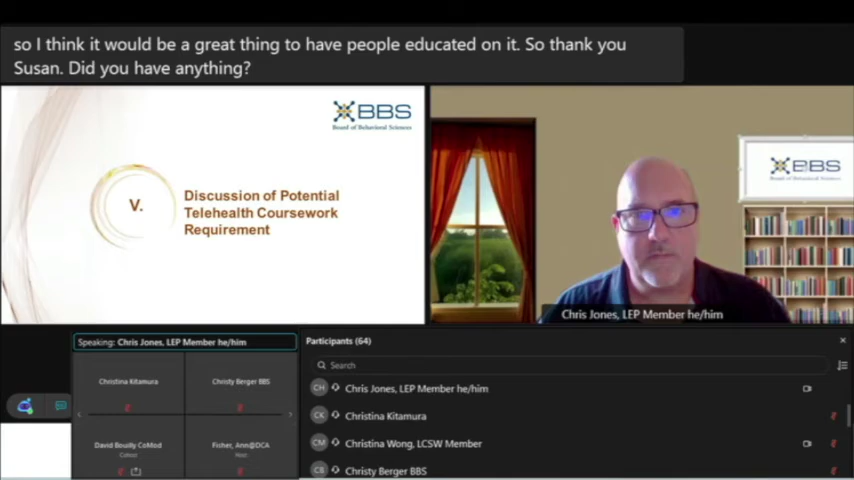 so I think it would be a great thing to have people educated on it. So thank you
Susan. Did you have anything?
BBS
Board of Behavioral Sciences
V.
Discussion of Potential
Telehealth Coursework
Requirement
BBS
Board of Behavioral Sciences
Chris Jones, LEP Member he/him
Speaking: Chris Jones, LEP Member he/him
Christina Kitamura
Christy Berger BBS
David Bouilly CoMod
Cohost
Fisher, Ann@DCA
Host
Participants (64)
Search
CH Chris Jones, LEP Member he/him
CK Christina Kitamura
CM Christina Wong, LCSW Member
CB Christy Berger BBS